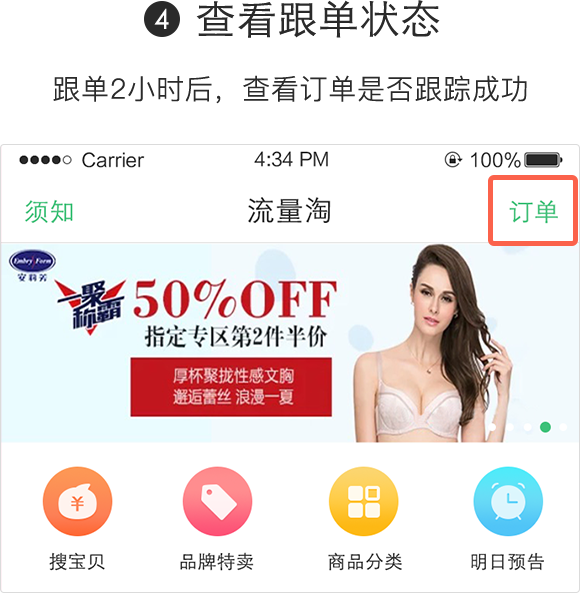 4 查看跟单状态
跟单2小时后，查看订单是否跟踪成功
Carrier 4:34 PM 100%
须知 流量淘 订单
Embry Form
安莉芳
一聚称霸
50%OFF
指定专区第2件半价
厚杯聚拢性感文胸
邂逅蕾丝 浪漫一夏
¥
搜宝贝 品牌特卖 商品分类 明日预告